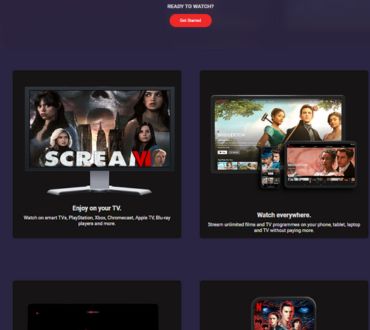 READY TO WATCH?
Get Started
SCREAM VI
Enjoy on your TV.
Watch on smart TVs, PlayStation, Xbox, Chromecast, Apple TV, Blu-ray
players and more.
Watch everywhere.
Stream unlimited films and TV programmes on your phone, tablet, laptop
and TV without paying more.